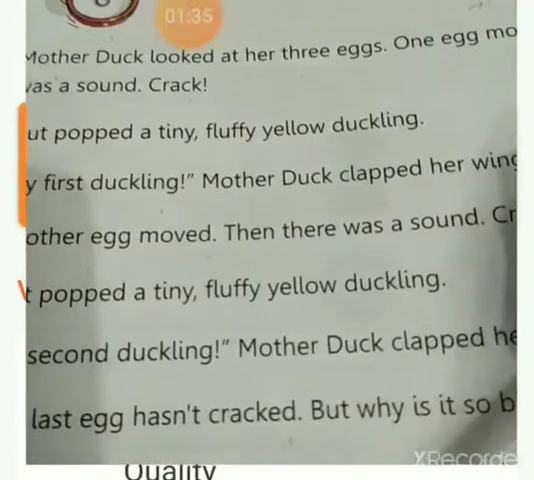 01:35
Mother Duck looked at her three eggs. One egg mo
was a sound. Crack!
ut popped a tiny, fluffy yellow duckling.
y first duckling!" Mother Duck clapped her wing
other egg moved. Then there was a sound. Cr
t popped a tiny, fluffy yellow duckling.
second duckling!" Mother Duck clapped he
last egg hasn't cracked. But why is it so b
XRecorde
Quality